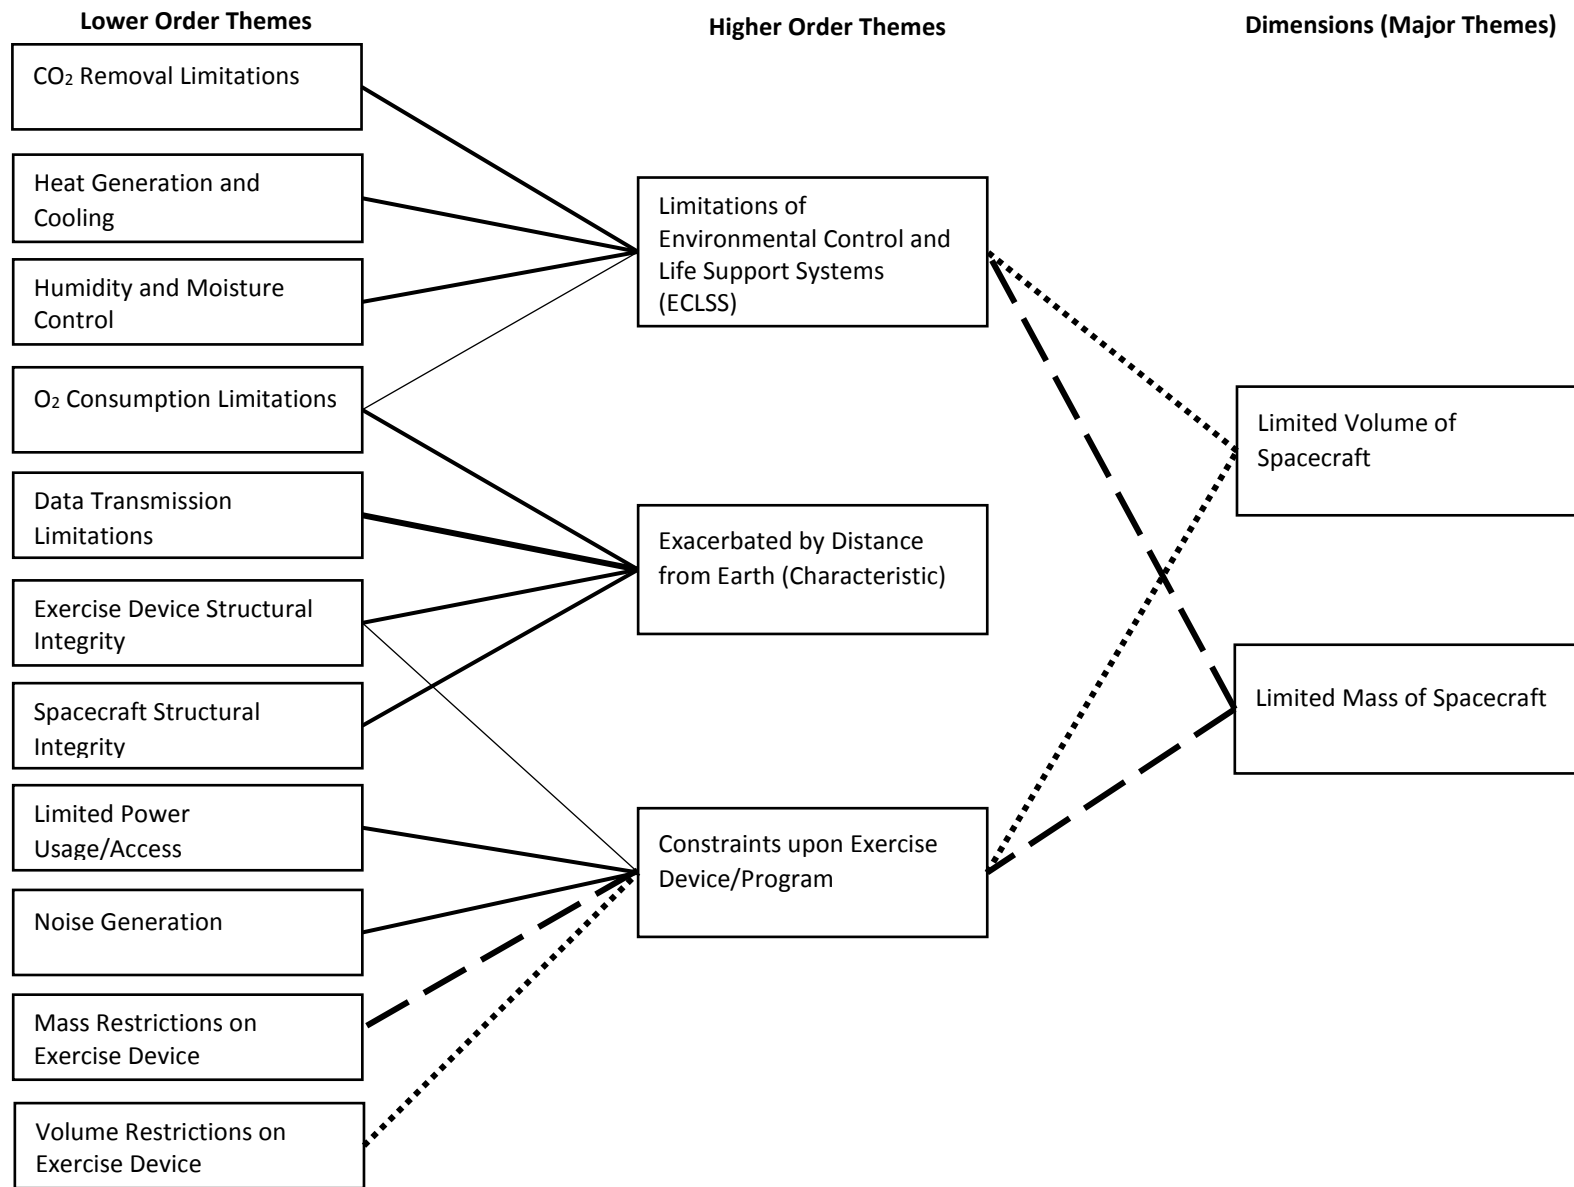 Lower Order Themes
Higher Order Themes
Dimensions (Major Themes)
CO₂ Removal Limitations
Heat Generation and
Cooling
Humidity and Moisture
Control
O₂ Consumption Limitations
Data Transmission
Limitations
Exercise Device Structural
Integrity
Spacecraft Structural
Integrity
Limited Power
Usage/Access
Noise Generation
Mass Restrictions on
Exercise Device
Volume Restrictions on
Exercise Device
Limitations of
Environmental Control and
Life Support Systems
(ECLSS)
Exacerbated by Distance
from Earth (Characteristic)
Constraints upon Exercise
Device/Program
Limited Volume of
Spacecraft
Limited Mass of Spacecraft